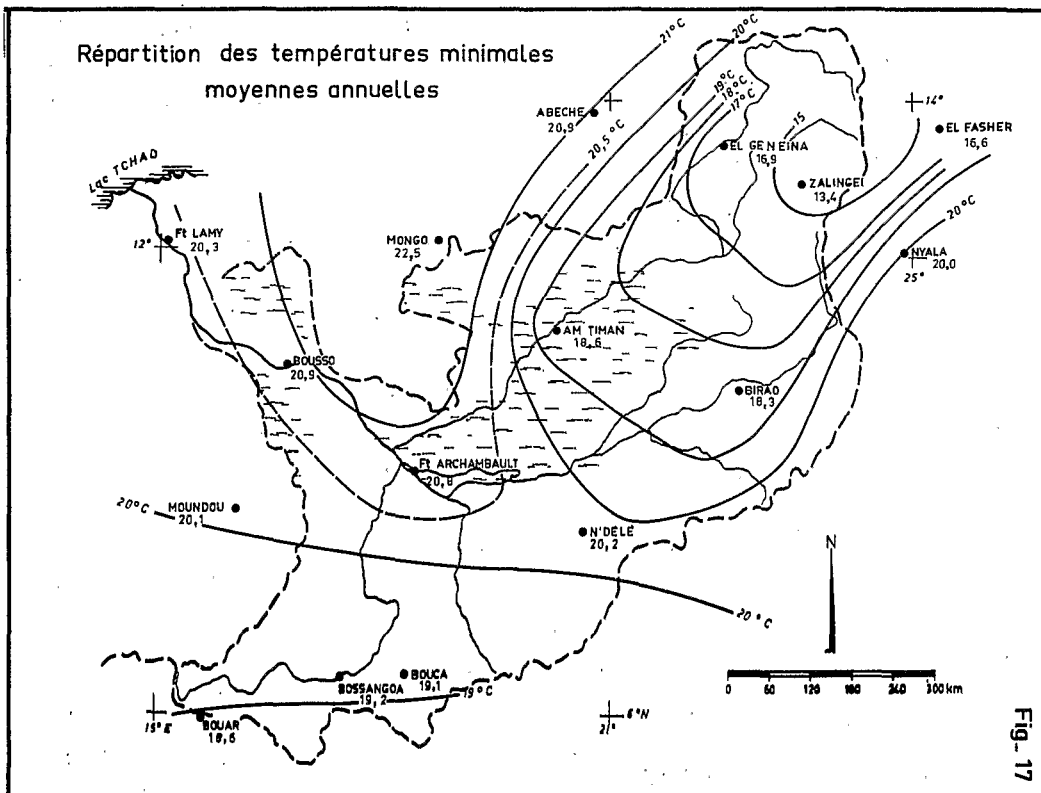 Répartition des températures minimales
moyennes annuelles
21°C
20°C
20,5°C
19°C
18°C
17°C
15
14°
ABECHE
20,9
EL GENEINA
16,9
EL FASHER
16,6
ZALINGEI
13,4
Lac TCHAD
Ft LAMY
20,3
12°
MONGO
22,5
20°C
NYALA
20,0
25°
AM TIMAN
18,6
BOUSSO
20,9
BIRAO
18,3
Ft ARCHAMBAULT
20,8
20°C
MOUNDOU
20,1
N'DELE
20,2
N
20°C
BOUCA
19,1
BOSSANGOA
19,2
19°C
15°E
BOUAR
18,6
21°
6°N
0 60 120 180 240 300 km
Fig_ 17